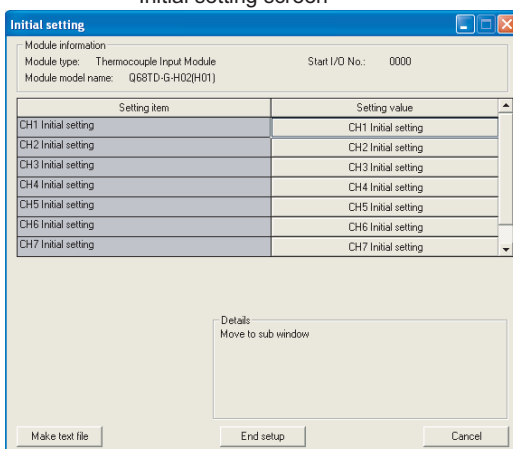 Initial setting screen
Initial setting
Module information
Module type: Thermocouple Input Module Start I/O No.: 0000
Module model name: Q68TD-G-H02(H01)
Setting item Setting value
CH1 Initial setting CH1 Initial setting
CH2 Initial setting CH2 Initial setting
CH3 Initial setting CH3 Initial setting
CH4 Initial setting CH4 Initial setting
CH5 Initial setting CH5 Initial setting
CH6 Initial setting CH6 Initial setting
CH7 Initial setting CH7 Initial setting
Details
Move to sub window
Make text file End setup Cancel